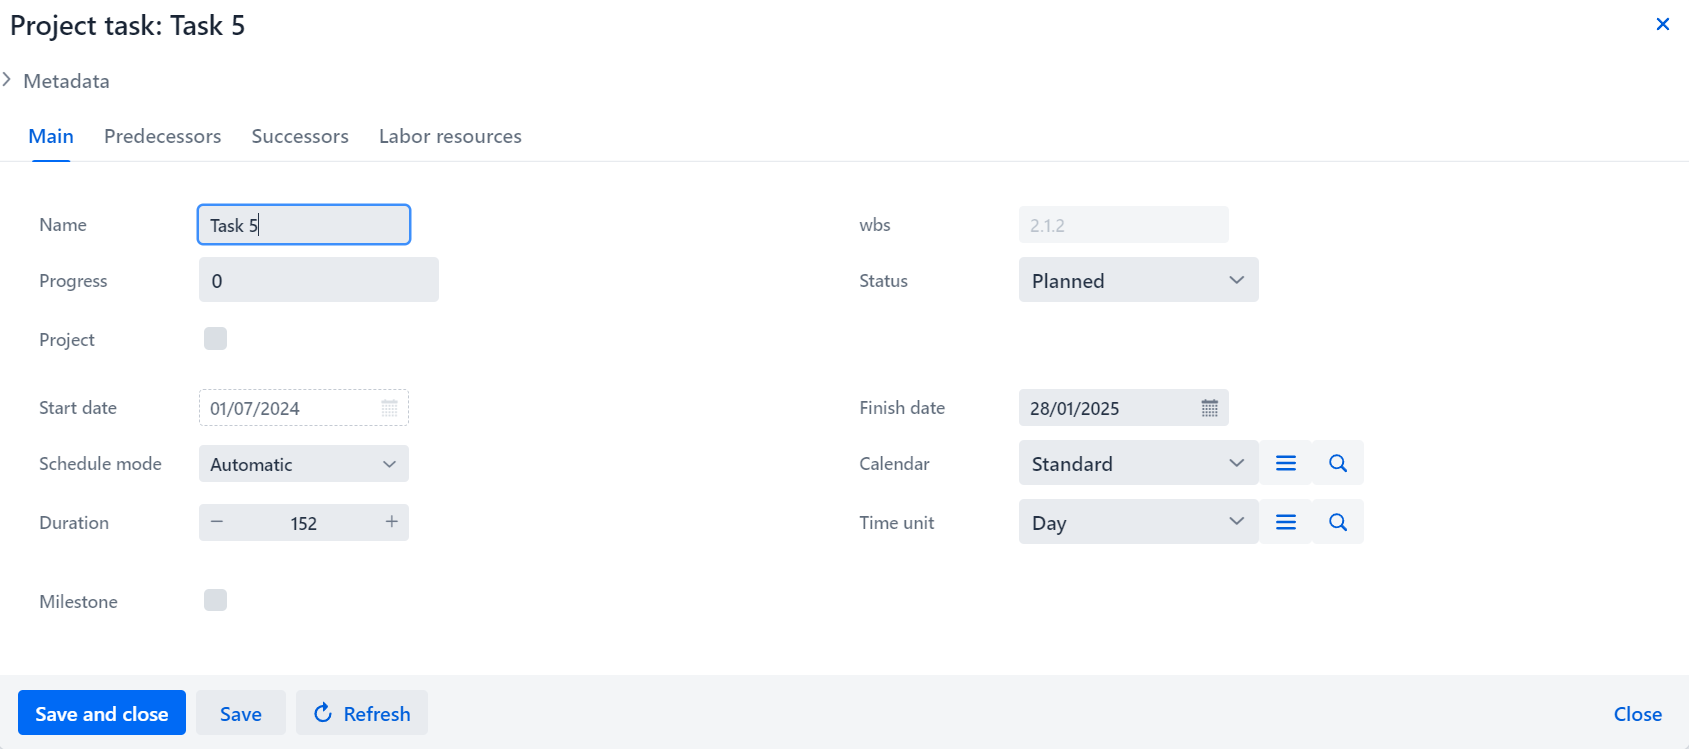 Project task: Task 5
Metadata
Main Predecessors Successors Labor resources
Name Task 5 wbs 2.1.2
Progress 0 Status Planned
Project
Start date 01/07/2024 Finish date 28/01/2025
Schedule mode Automatic Calendar Standard
Duration − 152 + Time unit Day
Milestone
Save and close Save Refresh Close